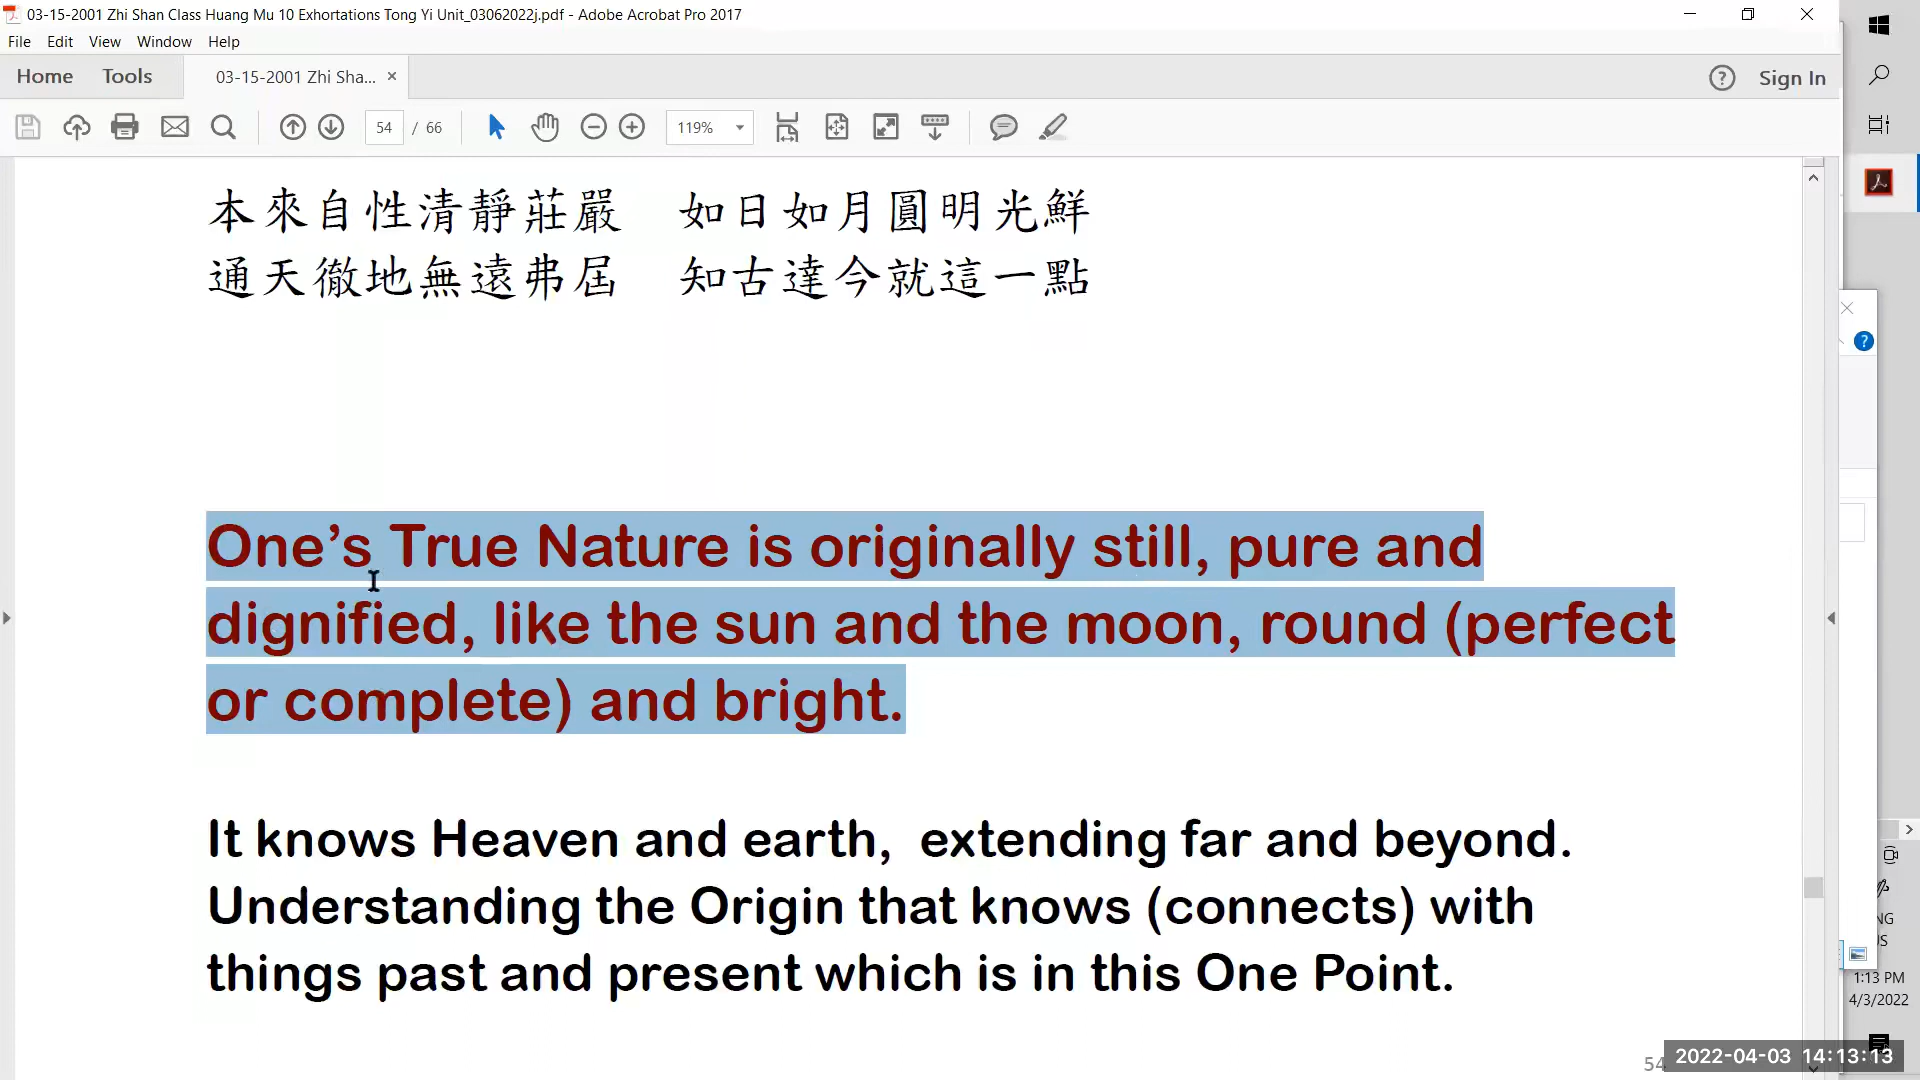 03-15-2001 Zhi Shan Class Huang Mu 10 Exhortations Tong Yi Unit_03062022j.pdf - Adobe Acrobat Pro 2017
File Edit View Window Help
Home Tools 03-15-2001 Zhi Sha... × Sign In
54 / 66 119%
本來自性清靜莊嚴 如日如月圓明光鮮
通天徹地無遠弗屆 知古達今就這一點
One’s True Nature is originally still, pure and
dignified, like the sun and the moon, round (perfect
or complete) and bright.
It knows Heaven and earth, extending far and beyond.
Understanding the Origin that knows (connects) with
things past and present which is in this One Point.
NG
US
1:13 PM
4/3/2022
54
2022-04-03 14:13:13